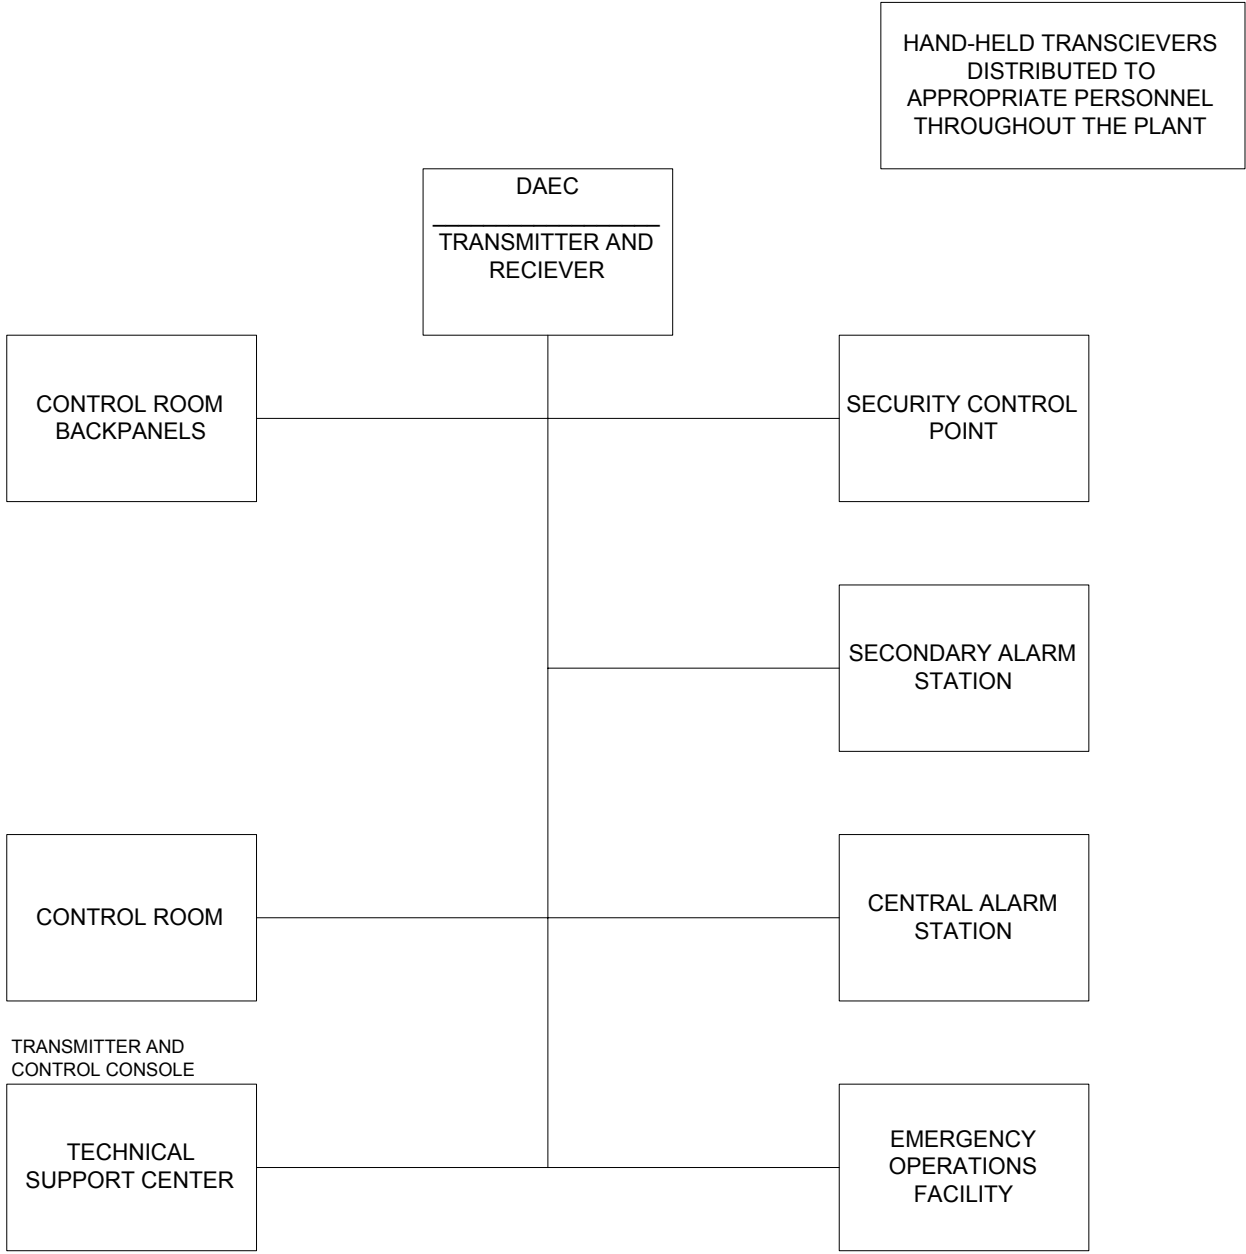 HAND-HELD TRANSCIEVERS
DISTRIBUTED TO
APPROPRIATE PERSONNEL
THROUGHOUT THE PLANT
DAEC
TRANSMITTER AND
RECIEVER
CONTROL ROOM
BACKPANELS
SECURITY CONTROL
POINT
SECONDARY ALARM
STATION
CONTROL ROOM
CENTRAL ALARM
STATION
TRANSMITTER AND
CONTROL CONSOLE
TECHNICAL
SUPPORT CENTER
EMERGENCY
OPERATIONS
FACILITY